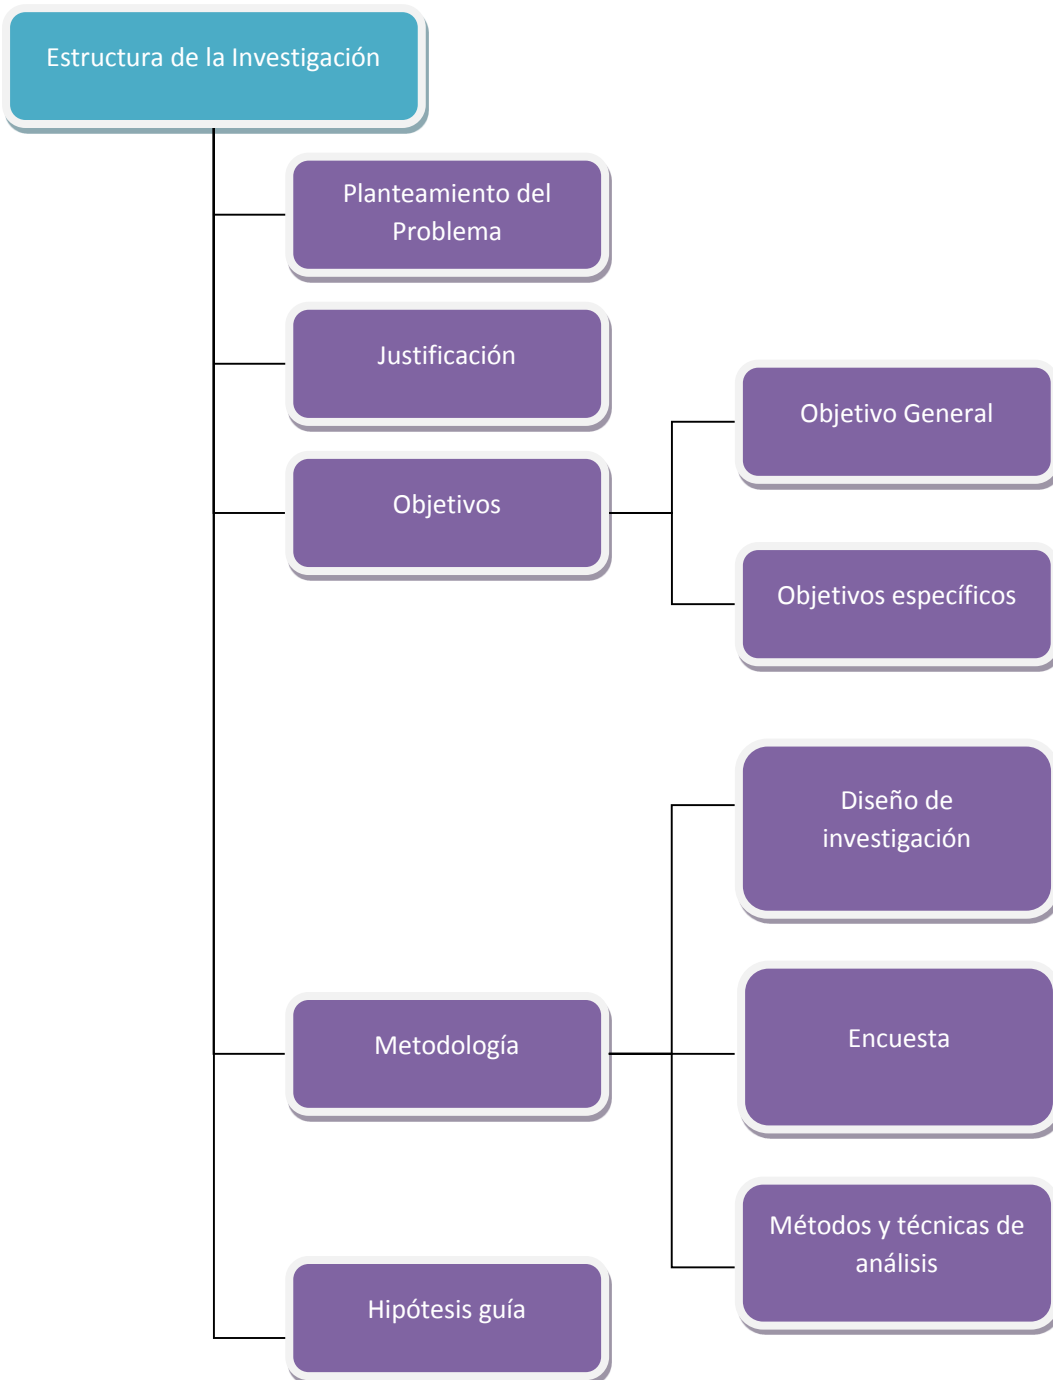 Estructura de la Investigación
Planteamiento del
Problema
Justificación
Objetivos
Objetivo General
Objetivos específicos
Metodología
Diseño de
investigación
Encuesta
Métodos y técnicas de
análisis
Hipótesis guía